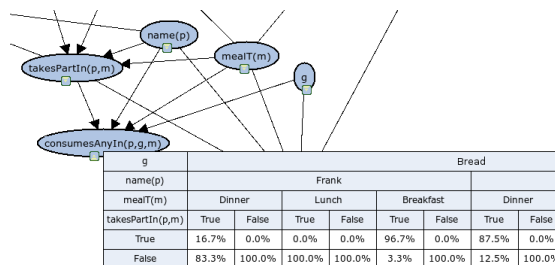 name(p)
takesPartIn(p,m)
mealT(m)
g
consumesAnyIn(p,g,m)
g Bread
name(p) Frank
mealT(m) Dinner Lunch Breakfast Dinner
takesPartIn(p,m) True False True False True False True False
True 16.7% 0.0% 0.0% 0.0% 96.7% 0.0% 87.5% 0.0%
False 83.3% 100.0% 100.0% 100.0% 3.3% 100.0% 12.5% 100.0%